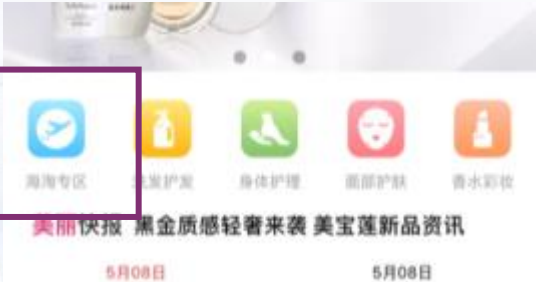 海淘专区 洗发护发 身体护理 面部护肤 香水彩妆
美丽快报 黑金质感轻奢来袭 美宝莲新品资讯
5月08日 5月08日